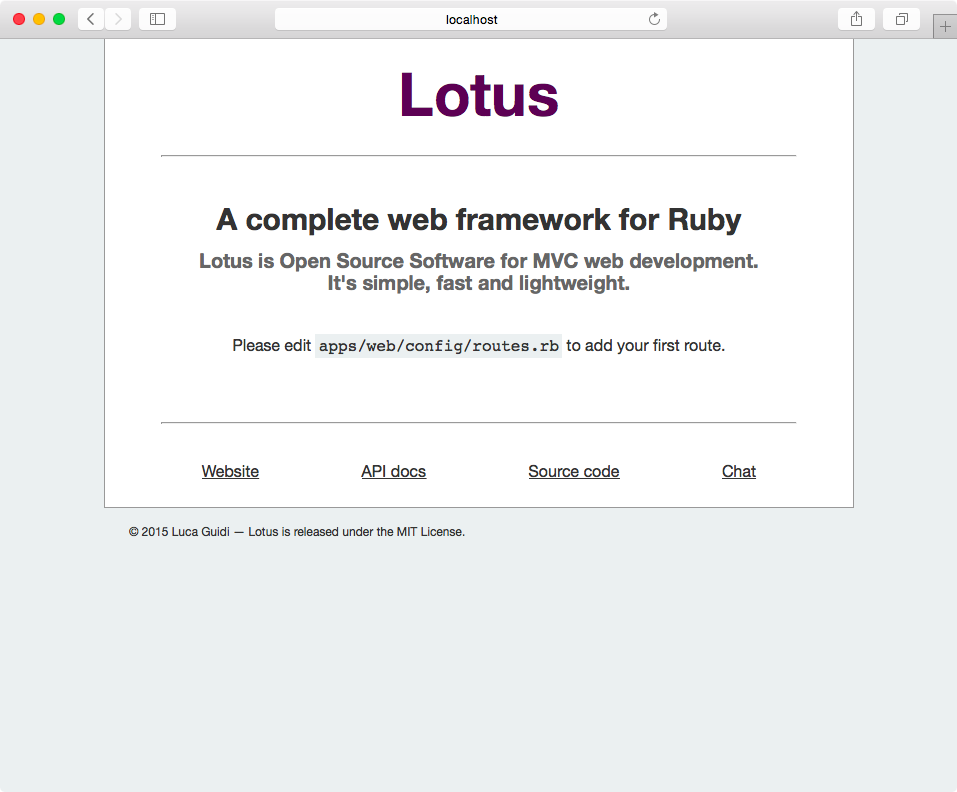 localhost
Lotus
A complete web framework for Ruby
Lotus is Open Source Software for MVC web development.
It's simple, fast and lightweight.
Please edit apps/web/config/routes.rb to add your first route.
Website API docs Source code Chat
© 2015 Luca Guidi — Lotus is released under the MIT License.